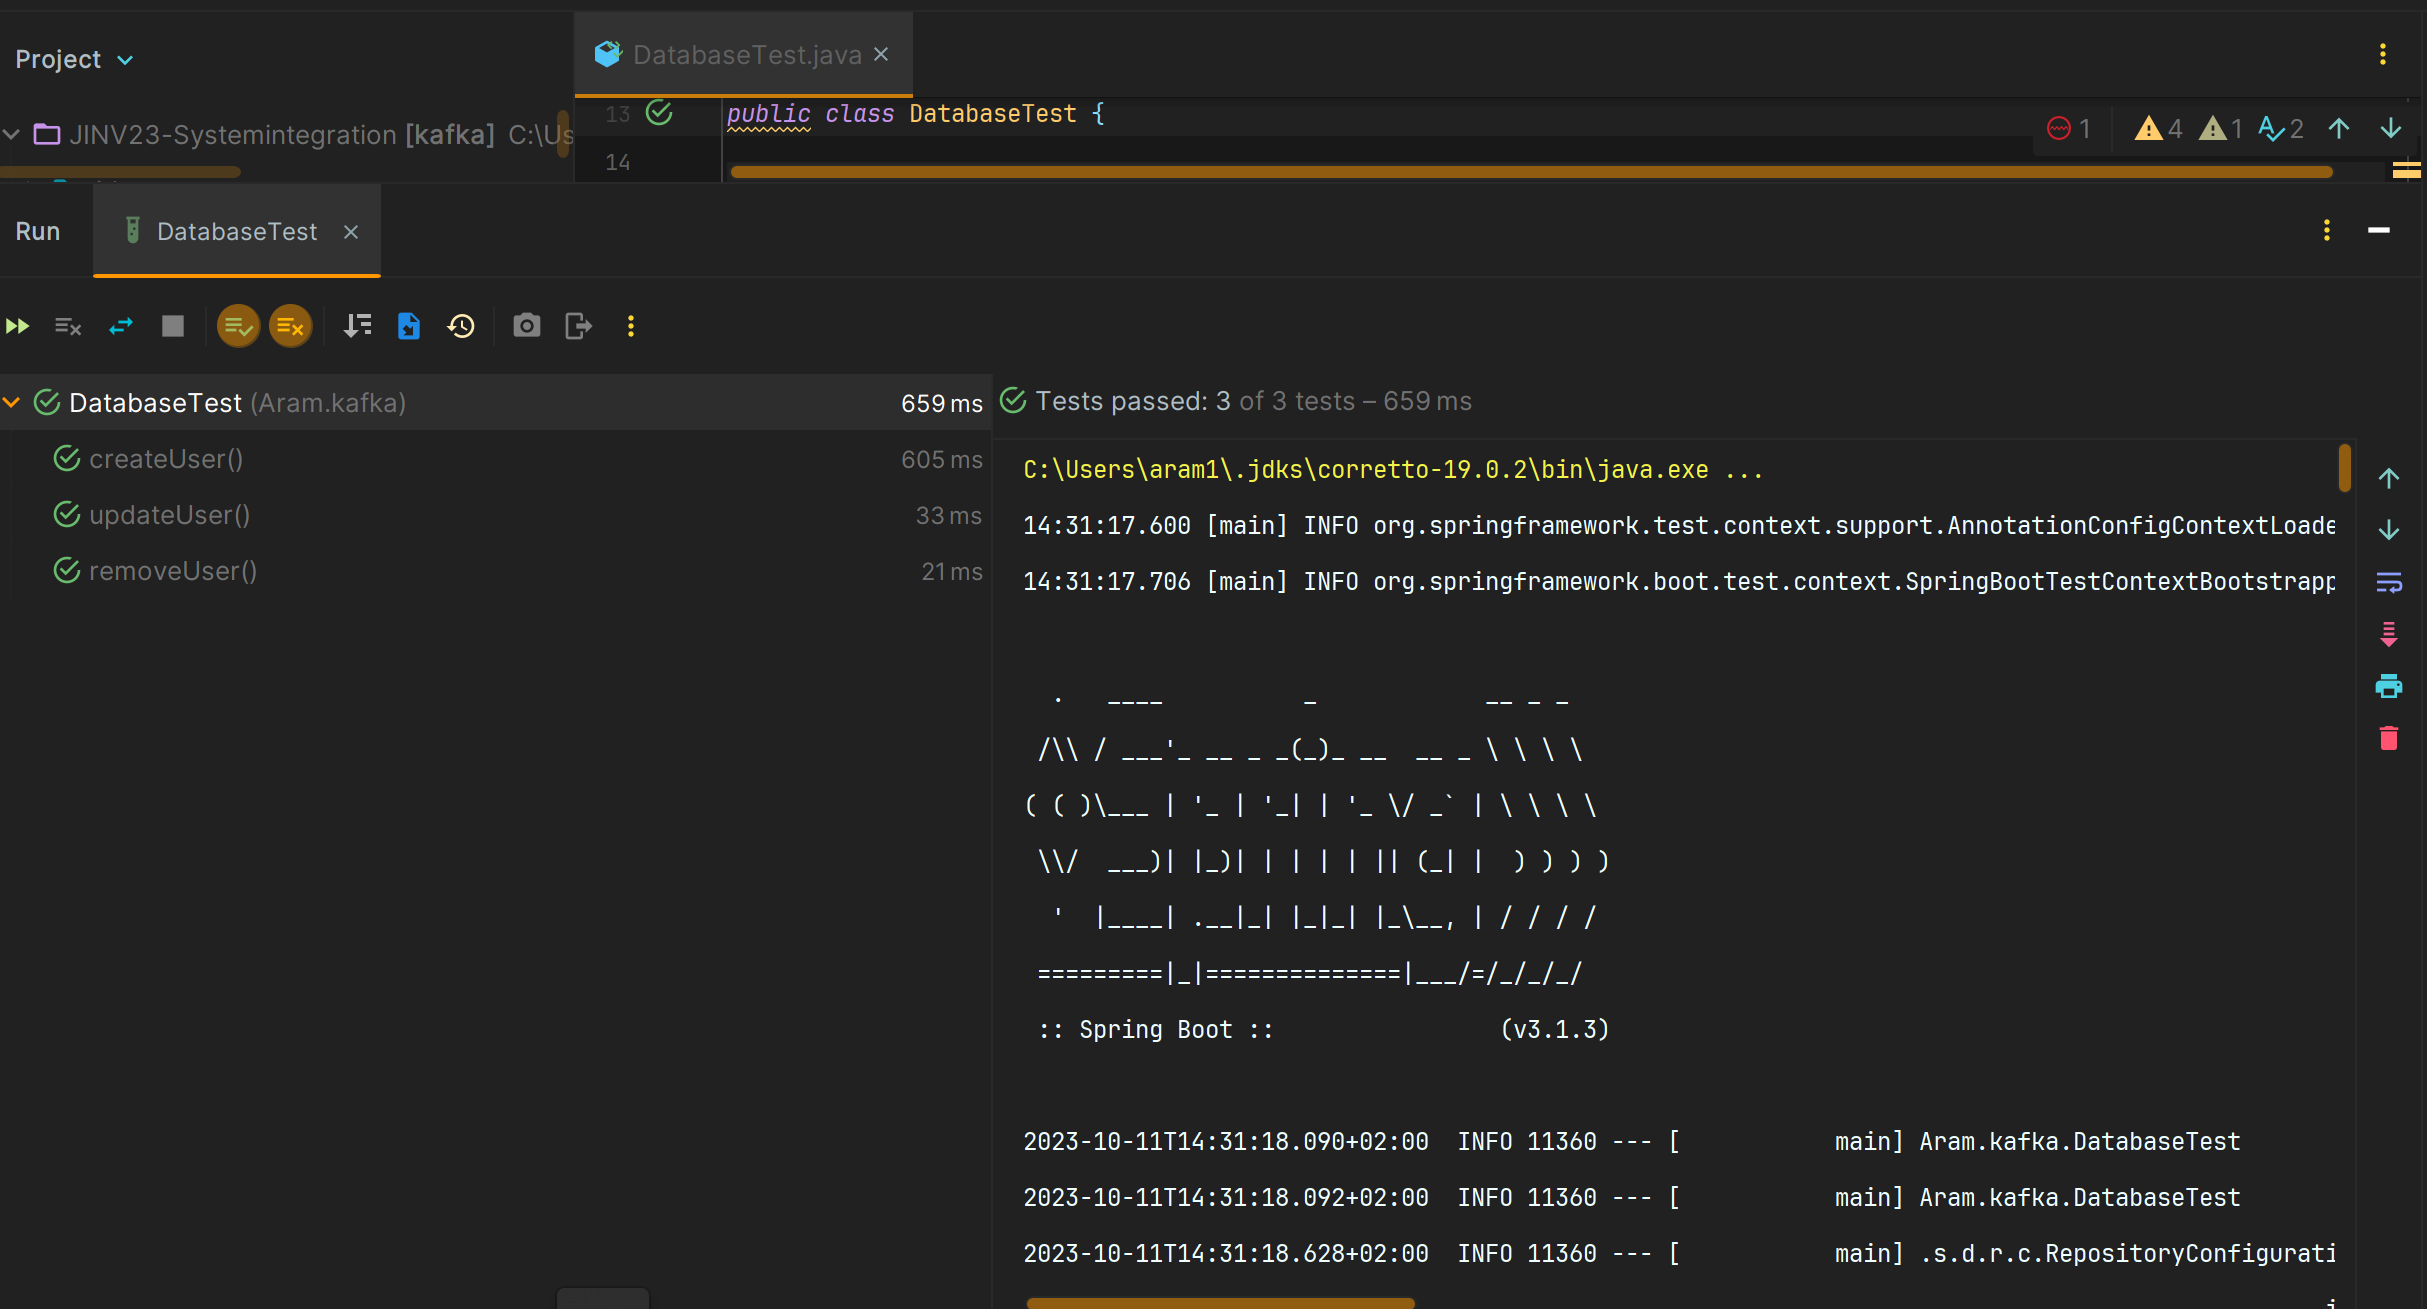 Project
DatabaseTest.java
JINV23-Systemintegration [kafka] C:\Us
13 public class DatabaseTest {
14
1 4 1 2
Run DatabaseTest
DatabaseTest (Aram.kafka) 659 ms
createUser() 605 ms
updateUser() 33 ms
removeUser() 21 ms
Tests passed: 3 of 3 tests – 659 ms
C:\Users\aram1\.jdks\corretto-19.0.2\bin\java.exe ...
14:31:17.600 [main] INFO org.springframework.test.context.support.AnnotationConfigContextLoade
14:31:17.706 [main] INFO org.springframework.boot.test.context.SpringBootTestContextBootstrapp
  .   ____          _            __ _ _
 /\\ / ___'_ __ _ _(_)_ __  __ _ \ \ \ \
( ( )\___ | '_ | '_| | '_ \/ _` | \ \ \ \
 \\/  ___)| |_)| | | | | || (_| |  ) ) ) )
  '  |____| .__|_| |_|_| |_\__, | / / / /
 =========|_|==============|___/=/_/_/_/
 :: Spring Boot ::                (v3.1.3)
2023-10-11T14:31:18.090+02:00  INFO 11360 --- [           main] Aram.kafka.DatabaseTest
2023-10-11T14:31:18.092+02:00  INFO 11360 --- [           main] Aram.kafka.DatabaseTest
2023-10-11T14:31:18.628+02:00  INFO 11360 --- [           main] .s.d.r.c.RepositoryConfigurati